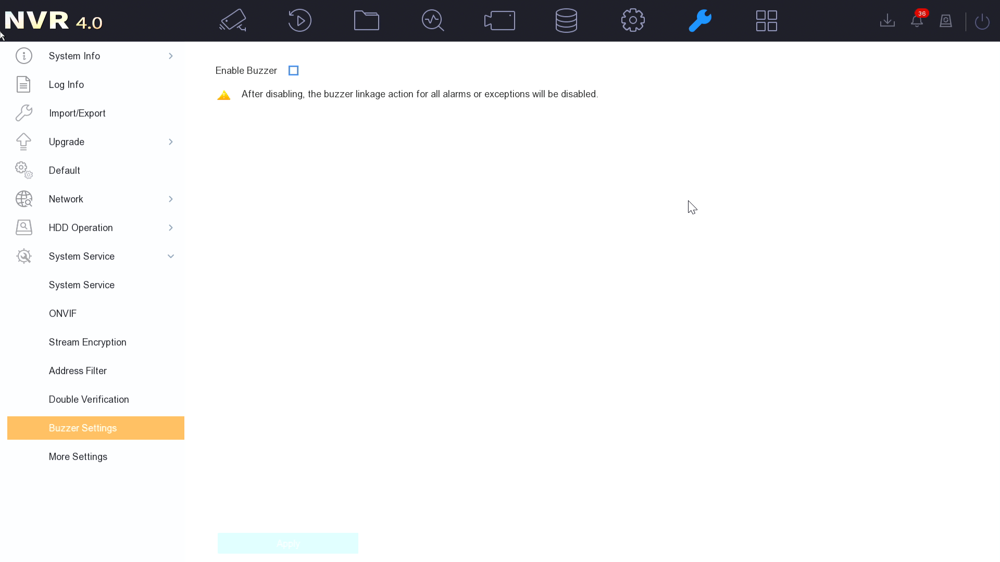 NVR 4.0
36
System Info
Log Info
Import/Export
Upgrade
Default
Network
HDD Operation
System Service
System Service
ONVIF
Stream Encryption
Address Filter
Double Verification
Buzzer Settings
More Settings
Enable Buzzer
After disabling, the buzzer linkage action for all alarms or exceptions will be disabled.
Apply